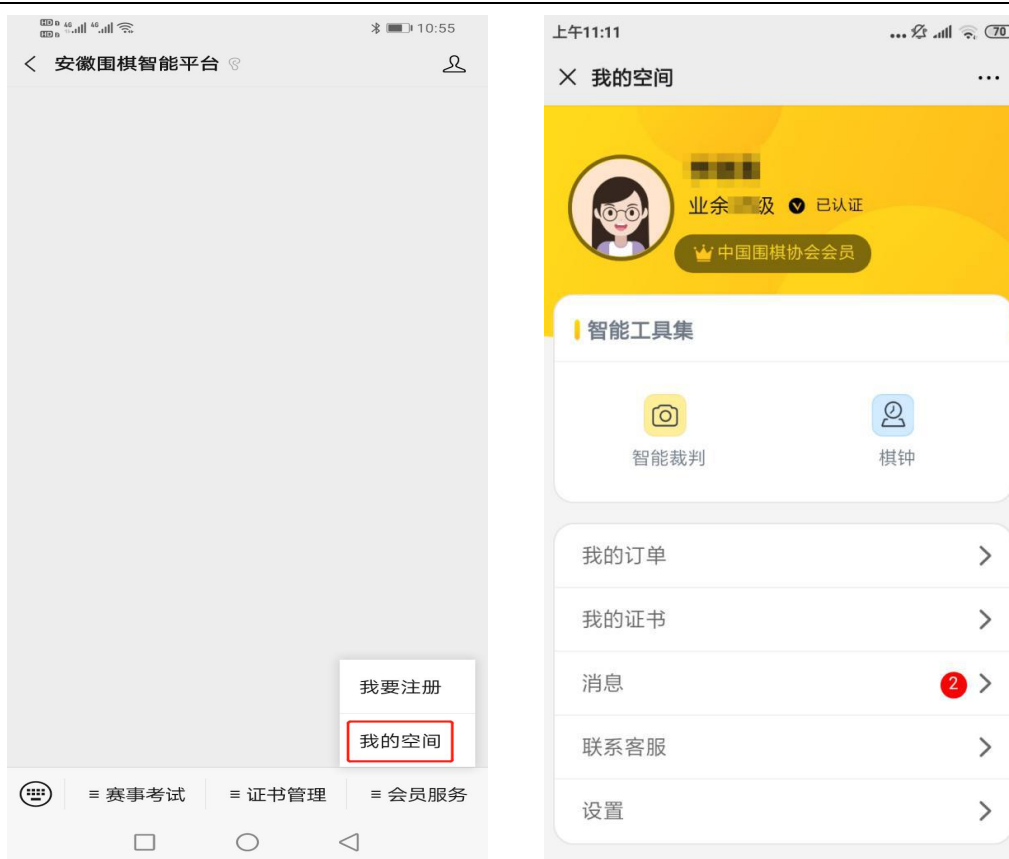 10:55
安徽围棋智能平台
我要注册
我的空间
赛事考试
证书管理
会员服务
上午11:11
70
我的空间
业余 级 已认证
中国围棋协会会员
智能工具集
智能裁判
棋钟
我的订单
我的证书
消息
2
联系客服
设置